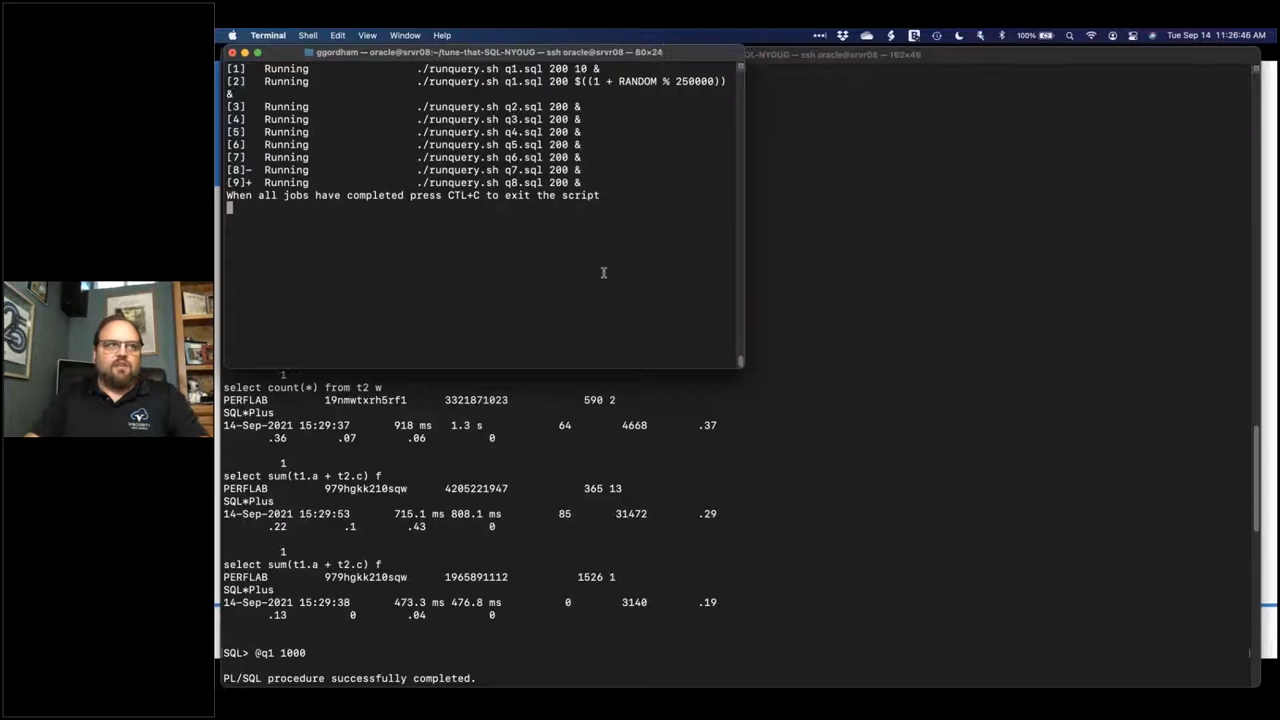 Terminal Shell Edit View Window Help 100% Tue Sep 14 11:26:46 AM
ggordham — oracle@srvr08:~/tune-that-SQL-NYOUG — ssh oracle@srvr08 — 80×24
-SQL-NYOUG — ssh oracle@srvr08 — 162×49
[1]   Running                 ./runquery.sh q1.sql 200 10 &
[2]   Running                 ./runquery.sh q1.sql 200 $((1 + RANDOM % 250000))
&
[3]   Running                 ./runquery.sh q2.sql 200 &
[4]   Running                 ./runquery.sh q3.sql 200 &
[5]   Running                 ./runquery.sh q4.sql 200 &
[6]   Running                 ./runquery.sh q5.sql 200 &
[7]   Running                 ./runquery.sh q6.sql 200 &
[8]-  Running                 ./runquery.sh q7.sql 200 &
[9]+  Running                 ./runquery.sh q8.sql 200 &
When all jobs have completed press CTL+C to exit the script
1
select count(*) from t2 w
PERFLAB 19nmwtxrh5rf1 3321871023 590 2
SQL*Plus
14-Sep-2021 15:29:37 918 ms 1.3 s 64 4668 .37
.36 .07 .06 0
1
select sum(t1.a + t2.c) f
PERFLAB 979hgkk210sqw 4205221947 365 13
SQL*Plus
14-Sep-2021 15:29:53 715.1 ms 808.1 ms 85 31472 .29
.22 .1 .43 0
1
select sum(t1.a + t2.c) f
PERFLAB 979hgkk210sqw 1965891112 1526 1
SQL*Plus
14-Sep-2021 15:29:38 473.3 ms 476.8 ms 0 3140 .19
.13 0 .04 0
SQL> @q1 1000
PL/SQL procedure successfully completed.
VISCOSITY